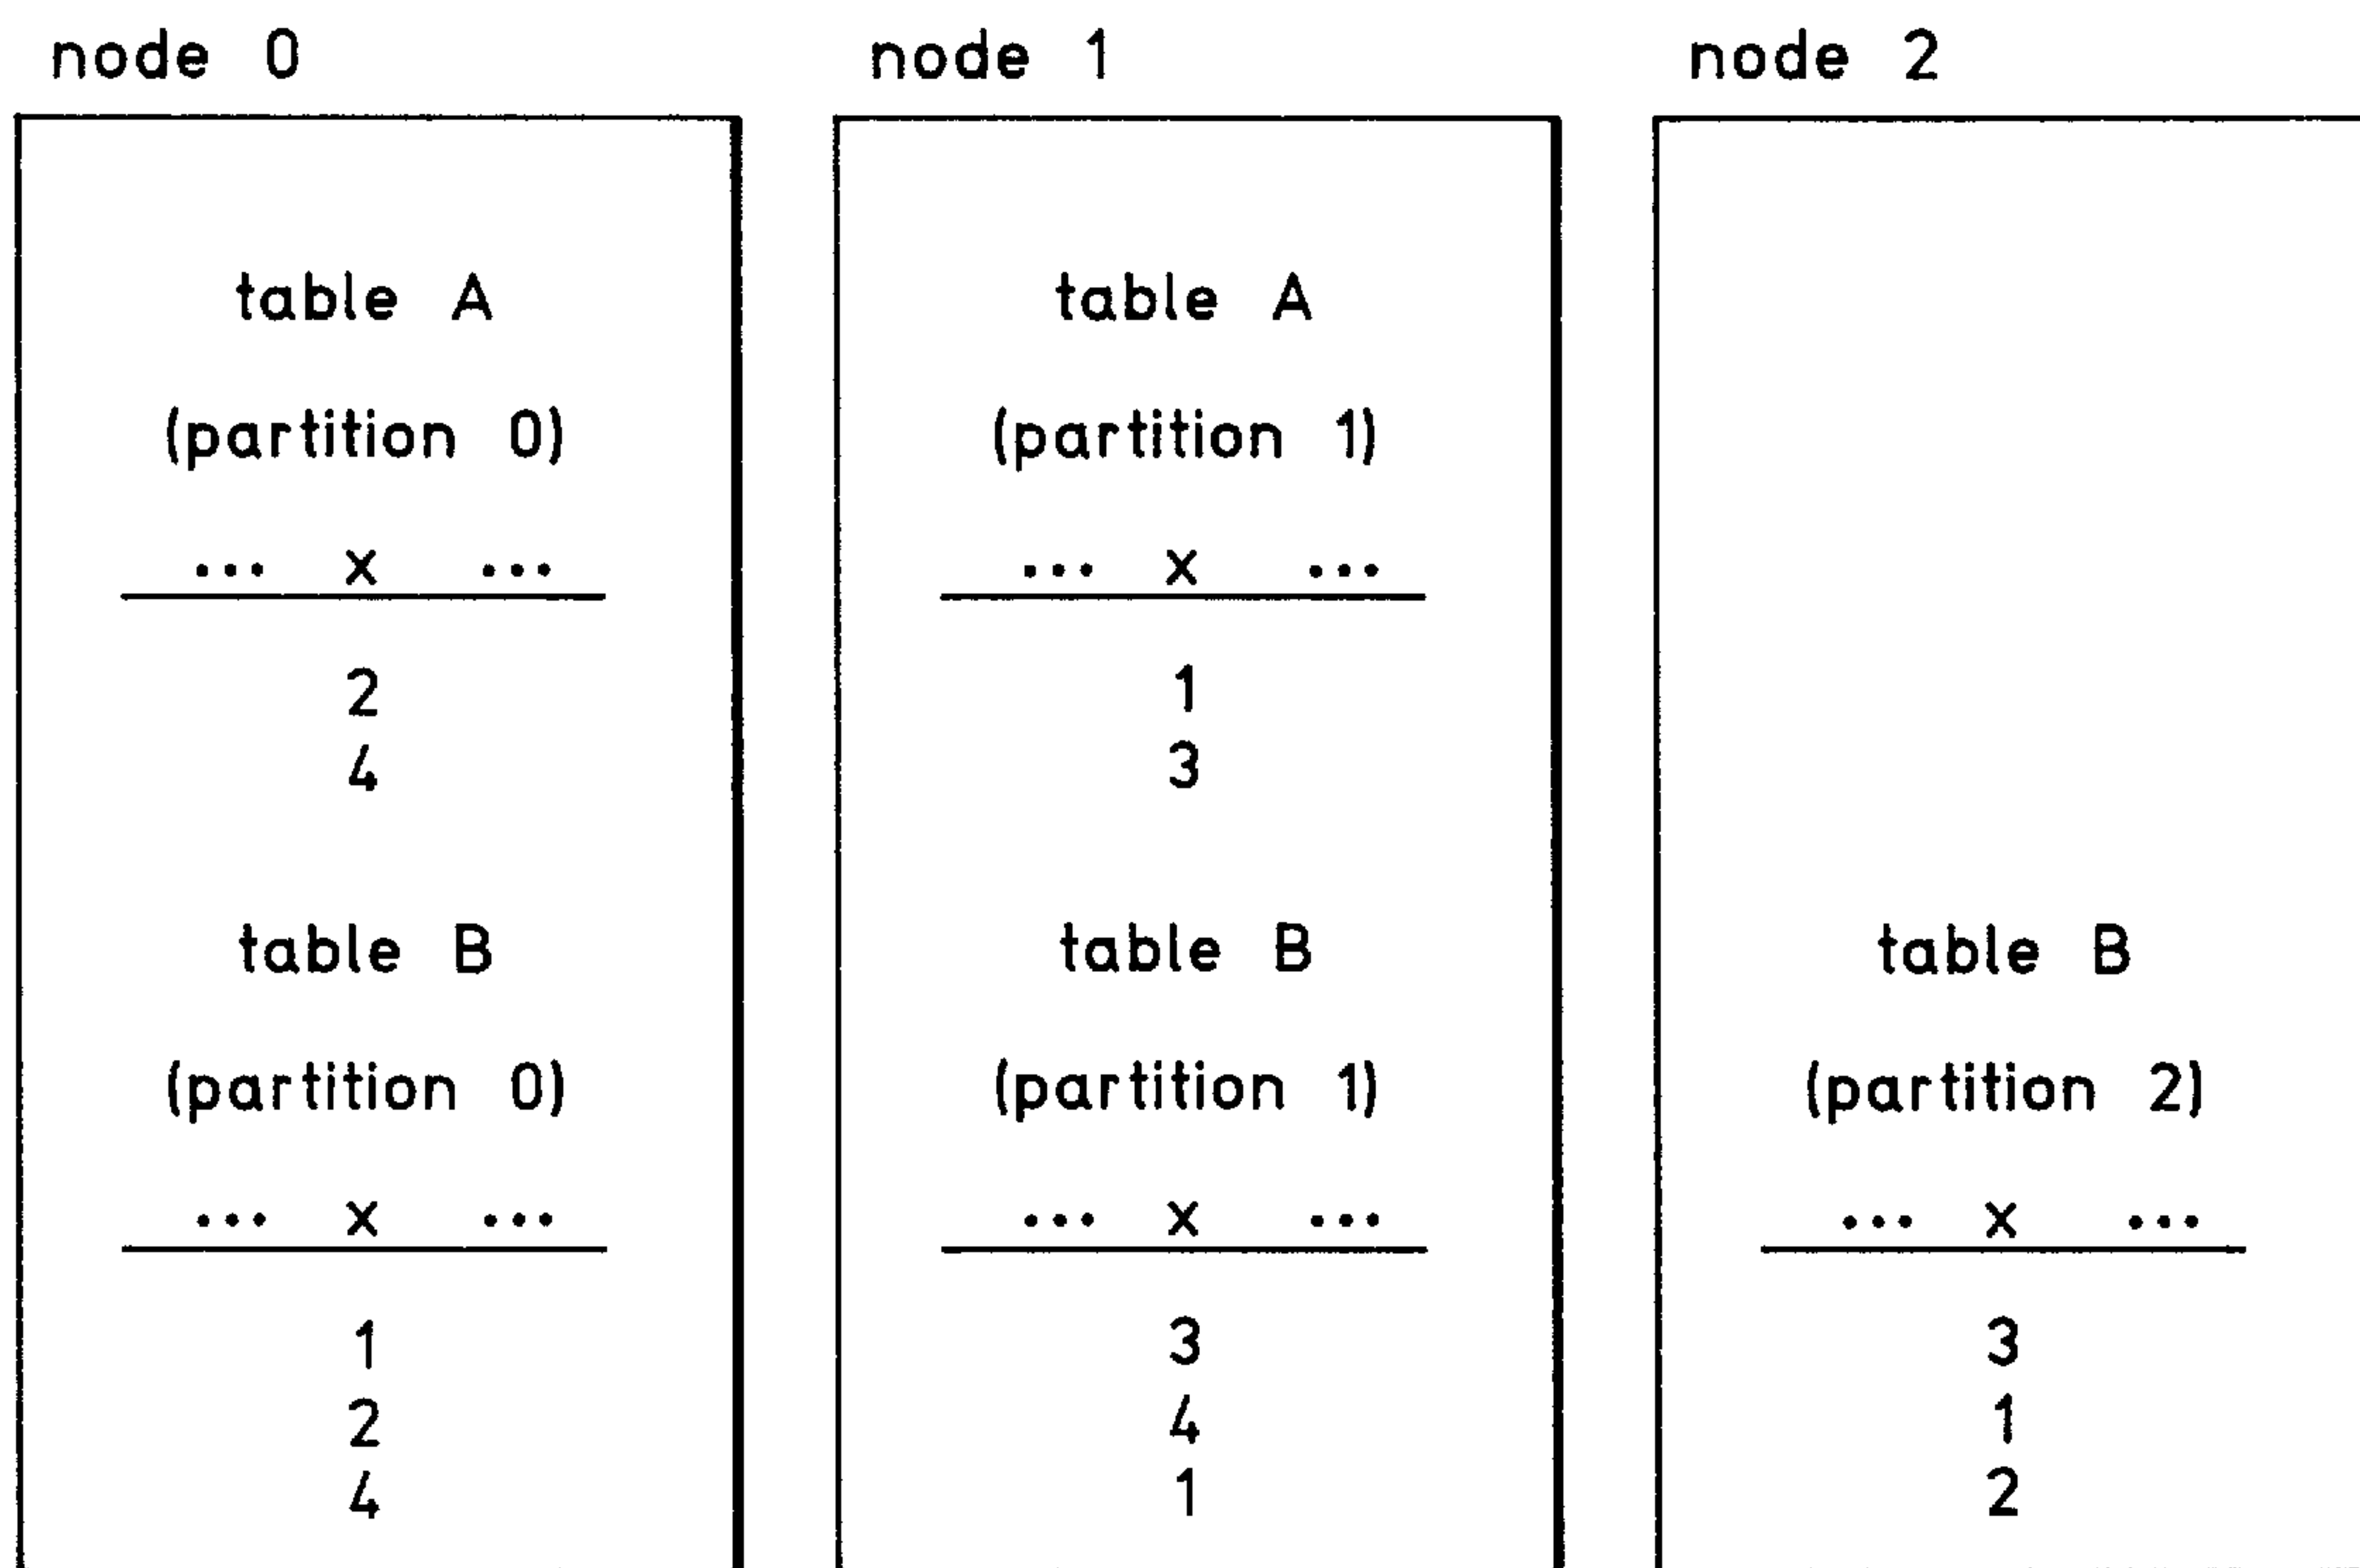 node 0
table A
(partition 0)
... x ...
2
4
table B
(partition 0)
... x ...
1
2
4
node 1
table A
(partition 1)
... x ...
1
3
table B
(partition 1)
... x ...
3
4
1
node 2
table B
(partition 2)
... x ...
3
1
2